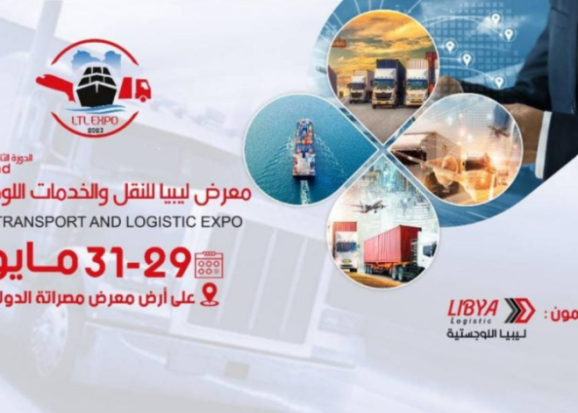 LTL EXPO
2023
الدورة الثا
معرض ليبيا للنقل والخدمات اللو
TRANSPORT AND LOGISTIC EXPO
29-31 مايو
على أرض معرض مصراتة الدول
مون :
LIBYA
Logistic
ليبيا اللوجستية